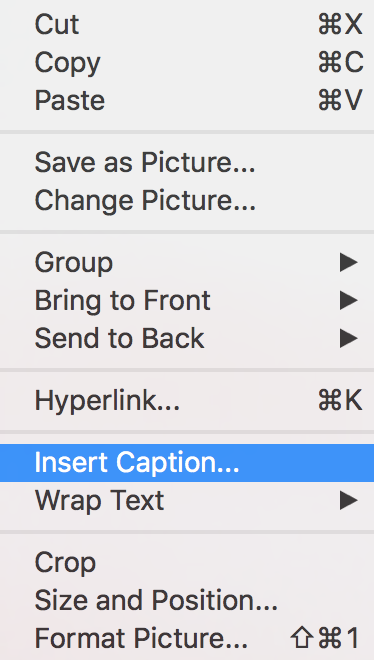 Cut ⌘X
Copy ⌘C
Paste ⌘V
Save as Picture...
Change Picture...
Group ▶
Bring to Front ▶
Send to Back ▶
Hyperlink... ⌘K
Insert Caption...
Wrap Text ▶
Crop
Size and Position...
Format Picture... ⇧⌘1